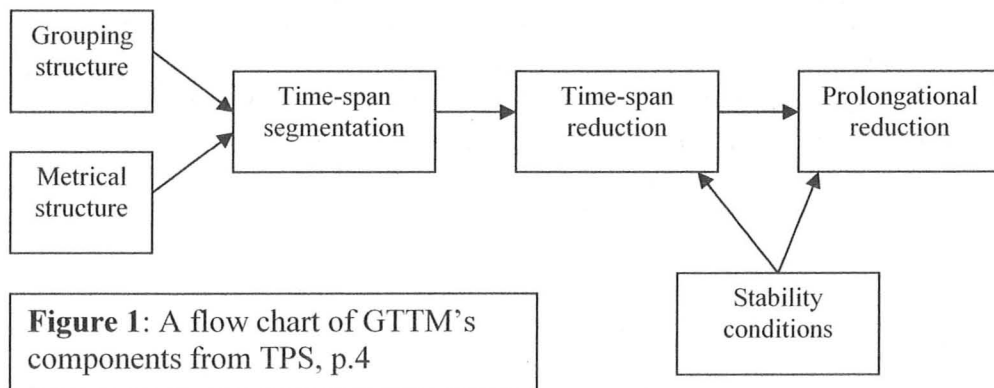 Grouping
structure
Metrical
structure
Time-span
segmentation
Time-span
reduction
Prolongational
reduction
Stability
conditions
Figure 1: A flow chart of GTTM's
components from TPS, p.4